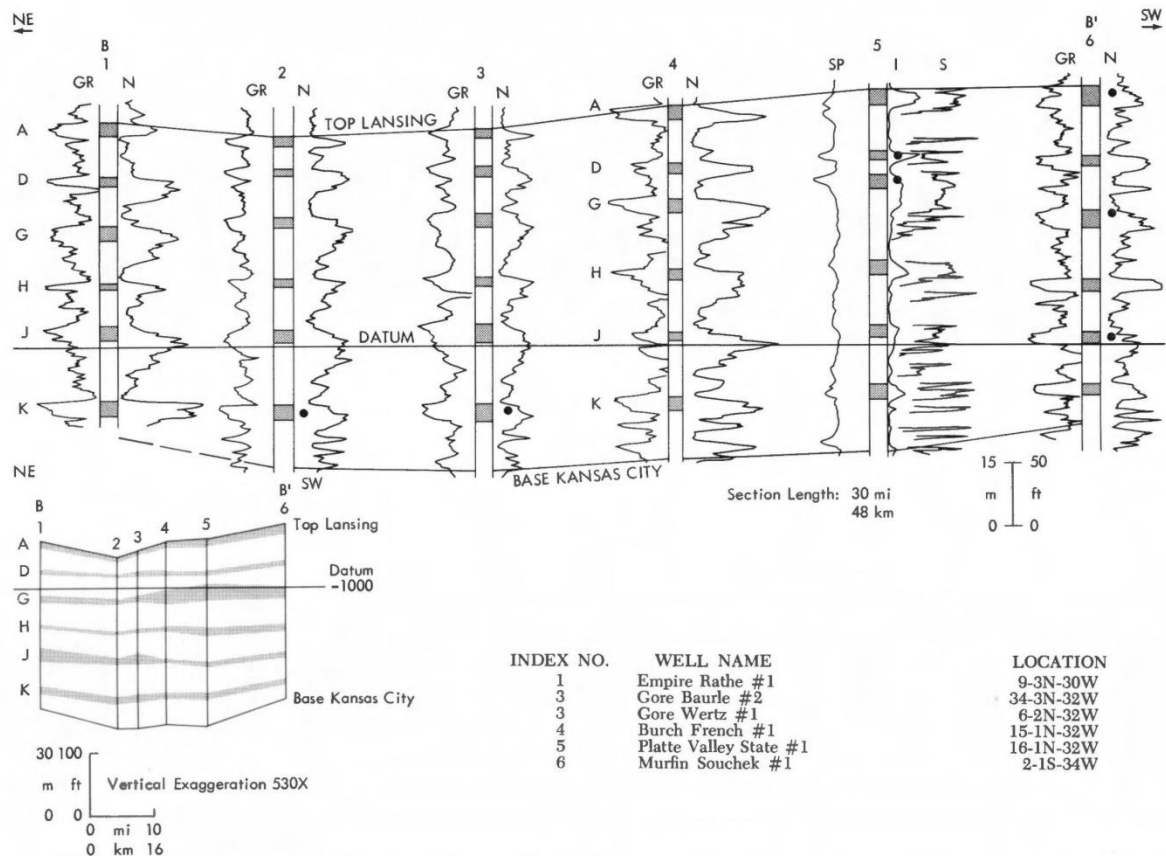 NE
SW
B
1
2
3
4
5
B'
6
GR N
GR N
GR N
GR N
SP I S
GR N
A
D
G
H
J
K
A
D
G
H
J
K
TOP LANSING
DATUM
BASE KANSAS CITY
Section Length: 30 mi
48 km
15 50
m ft
0 0
NE
SW
B
1
2
3
4
5
B'
6
Top Lansing
A
D
Datum
-1000
G
H
J
K
Base Kansas City
30 100
m ft Vertical Exaggeration 530X
0 0
0 mi 10
0 km 16
INDEX NO. WELL NAME LOCATION
1 Empire Rathe #1 9-3N-30W
3 Gore Baurle #2 34-3N-32W
3 Gore Wertz #1 6-2N-32W
4 Burch French #1 15-1N-32W
5 Platte Valley State #1 16-1N-32W
6 Murfin Souchek #1 2-1S-34W